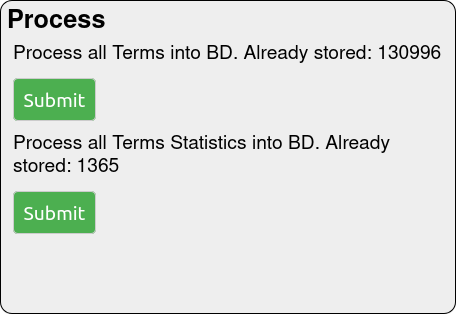 Process
Process all Terms into BD. Already stored: 130996
Submit
Process all Terms Statistics into BD. Already
stored: 1365
Submit